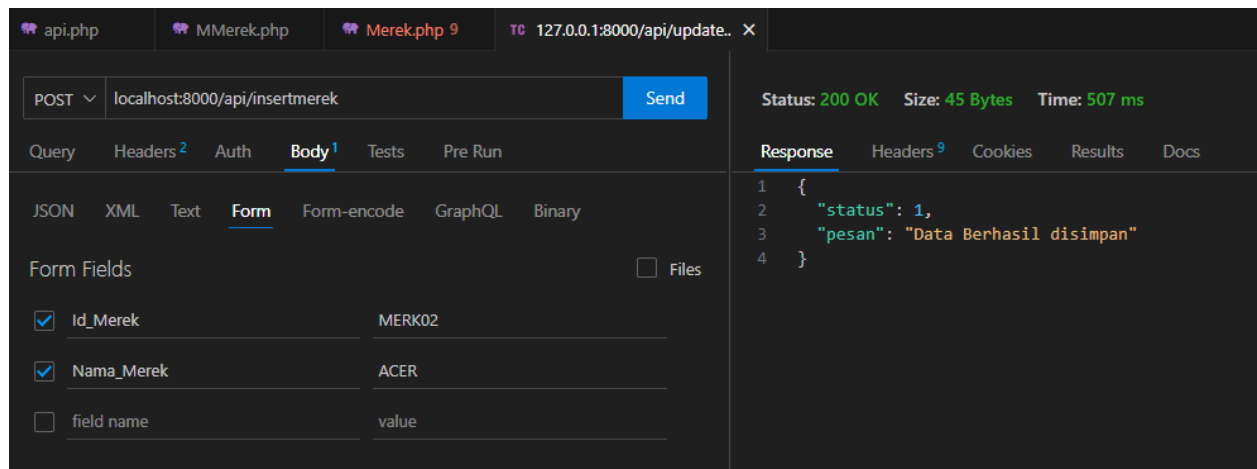 api.php MMerek.php Merek.php 9 TC 127.0.0.1:8000/api/update..
POST localhost:8000/api/insertmerek Send
Query Headers 2 Auth Body 1 Tests Pre Run
JSON XML Text Form Form-encode GraphQL Binary
Form Fields Files
Id_Merek MERK02
Nama_Merek ACER
field name value
Status: 200 OK Size: 45 Bytes Time: 507 ms
Response Headers 9 Cookies Results Docs
1 {
2 "status": 1,
3 "pesan": "Data Berhasil disimpan"
4 }